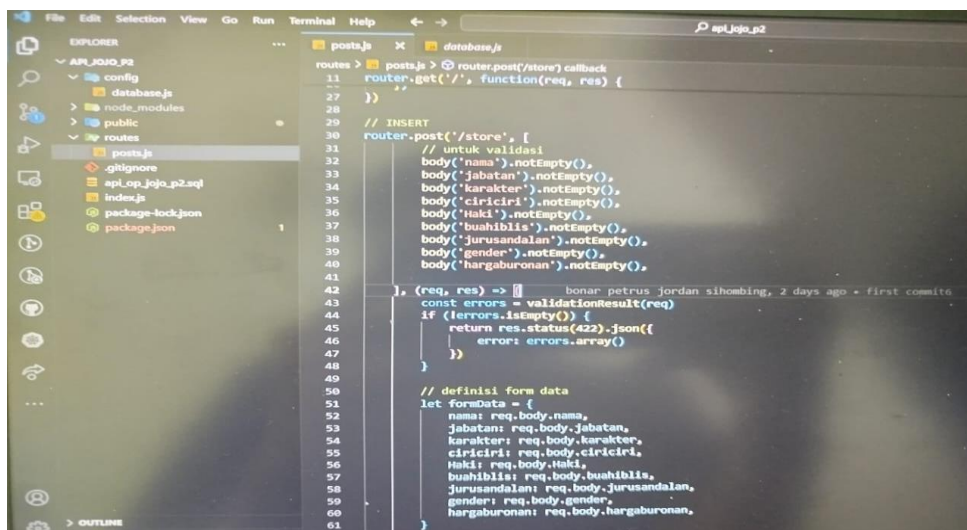 File Edit Selection View Go Run Terminal Help
api_jojo_p2
EXPLORER
API_JOJO_P2
config
database.js
node_modules
public
routes
posts.js
.gitignore
api_op_jojo_p2.sql
index.js
package-lock.json
package.json 1
OUTLINE
posts.js database.js
routes > posts.js > router.post('/store') callback
11 router.get('/', function(req, res) {
27 })
28
29 // INSERT
30 router.post('/store', [
31 // untuk validasi
32 body('nama').notEmpty(),
33 body('jabatan').notEmpty(),
34 body('karakter').notEmpty(),
35 body('ciriciri').notEmpty(),
36 body('Haki').notEmpty(),
37 body('buahiblis').notEmpty(),
38 body('jurusandalan').notEmpty(),
39 body('gender').notEmpty(),
40 body('hargaburonan').notEmpty(),
41
42 ], (req, res) => { bonar petrus jordan sihombing, 2 days ago • first commit6
43 const errors = validationResult(req)
44 if (!errors.isEmpty()) {
45 return res.status(422).json({
46 error: errors.array()
47 })
48 }
49
50 // definisi form data
51 let formData = {
52 nama: req.body.nama,
53 jabatan: req.body.jabatan,
54 karakter: req.body.karakter,
55 ciriciri: req.body.ciriciri,
56 Haki: req.body.Haki,
57 buahiblis: req.body.buahiblis,
58 jurusandalan: req.body.jurusandalan,
59 gender: req.body.gender,
60 hargaburonan: req.body.hargaburonan,
61 }